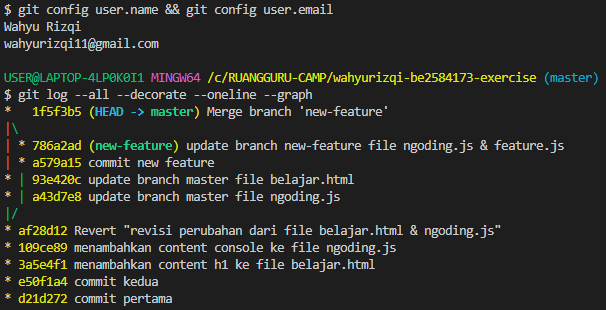 $ git config user.name && git config user.email
Wahyu Rizqi
wahyurizqi11@gmail.com
USER@LAPTOP-4LP0K0I1 MINGW64 /c/RUANGGURU-CAMP/wahyurizqi-be2584173-exercise (master)
$ git log --all --decorate --oneline --graph
*   1f5f3b5 (HEAD -> master) Merge branch 'new-feature'
|\
| * 786a2ad (new-feature) update branch new-feature file ngoding.js & feature.js
| * a579a15 commit new feature
* | 93e420c update branch master file belajar.html
* | a43d7e8 update branch master file ngoding.js
|/
* af28d12 Revert "revisi perubahan dari file belajar.html & ngoding.js"
* 109ce89 menambahkan content console ke file ngoding.js
* 3a5e4f1 menambahkan content h1 ke file belajar.html
* e50f1a4 commit kedua
* d21d272 commit pertama